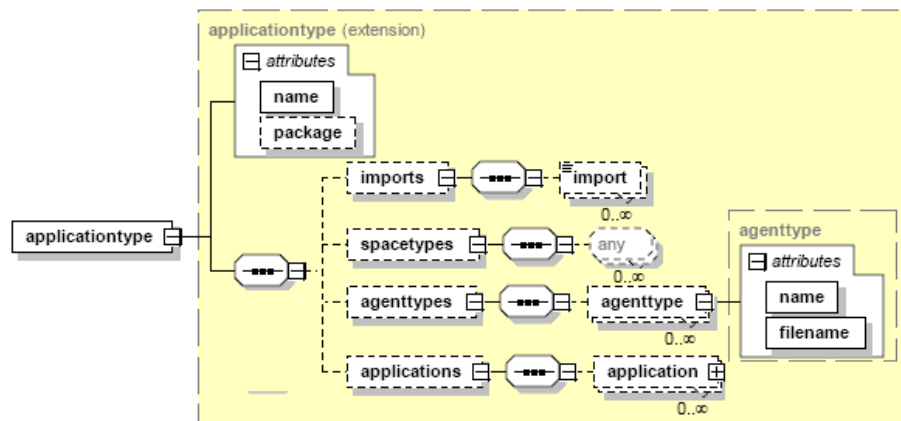 applicationtype (extension)
attributes
name
package
imports
import
0..∞
applicationtype
spacetypes
any
0..∞
agenttype
attributes
name
filename
agenttypes
agenttype
0..∞
applications
application
0..∞